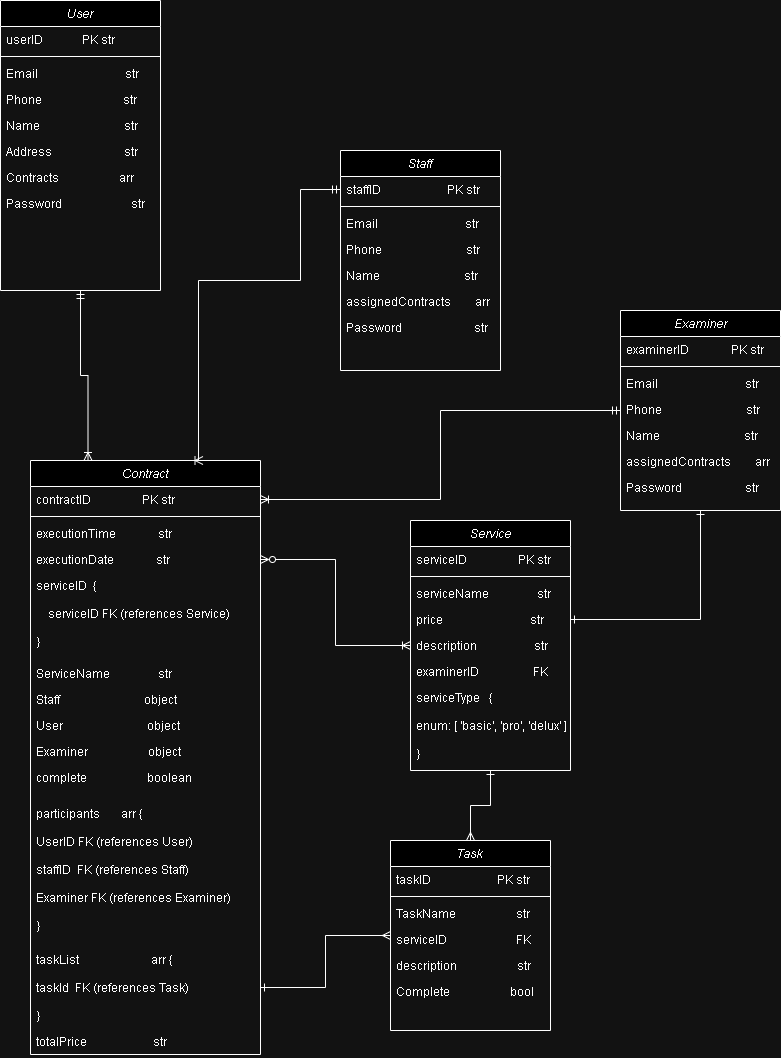 User
userID PK str
Email str
Phone str
Name str
Address str
Contracts arr
Password str
Staff
staffID PK str
Email str
Phone str
Name str
assignedContracts arr
Password str
Examiner
examinerID PK str
Email str
Phone str
Name str
assignedContracts arr
Password str
Contract
contractID PK str
executionTime str
executionDate str
serviceID {
serviceID FK (references Service)
}
ServiceName str
Staff object
User object
Examiner object
complete boolean
participants arr {
UserID FK (references User)
staffID FK (references Staff)
Examiner FK (references Examiner)
}
taskList arr {
taskId FK (references Task)
}
totalPrice str
Service
serviceID PK str
serviceName str
price str
description str
examinerID FK
serviceType {
enum: [ 'basic', 'pro', 'delux' ]
}
Task
taskID PK str
TaskName str
serviceID FK
description str
Complete bool